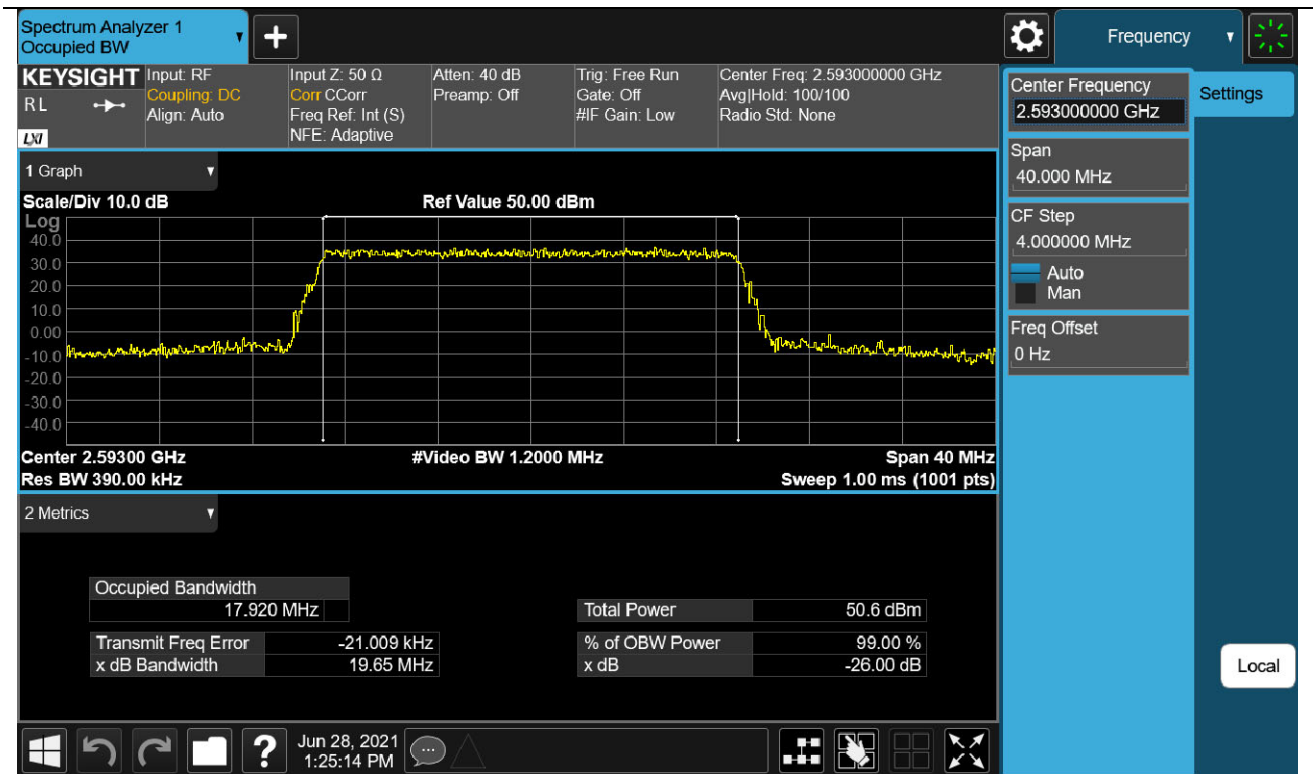 Spectrum Analyzer 1
Occupied BW
Frequency
KEYSIGHT
RL
LXI
Input: RF
Coupling: DC
Align: Auto
Input Z: 50 Ω
Corr CCorr
Freq Ref: Int (S)
NFE: Adaptive
Atten: 40 dB
Preamp: Off
Trig: Free Run
Gate: Off
#IF Gain: Low
Center Freq: 2.593000000 GHz
Avg|Hold: 100/100
Radio Std: None
Center Frequency
2.593000000 GHz
Settings
Span
40.000 MHz
CF Step
4.000000 MHz
Auto
Man
Freq Offset
0 Hz
1 Graph
Scale/Div 10.0 dB
Ref Value 50.00 dBm
Log
40.0
30.0
20.0
10.0
0.00
-10.0
-20.0
-30.0
-40.0
Center 2.59300 GHz
#Video BW 1.2000 MHz
Span 40 MHz
Res BW 390.00 kHz
Sweep 1.00 ms (1001 pts)
2 Metrics
Occupied Bandwidth
17.920 MHz
Total Power 50.6 dBm
Transmit Freq Error -21.009 kHz
% of OBW Power 99.00 %
x dB Bandwidth 19.65 MHz
x dB -26.00 dB
Local
Jun 28, 2021
1:25:14 PM